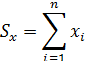 $S_x = \sum_{i=1}^{n} x_i$